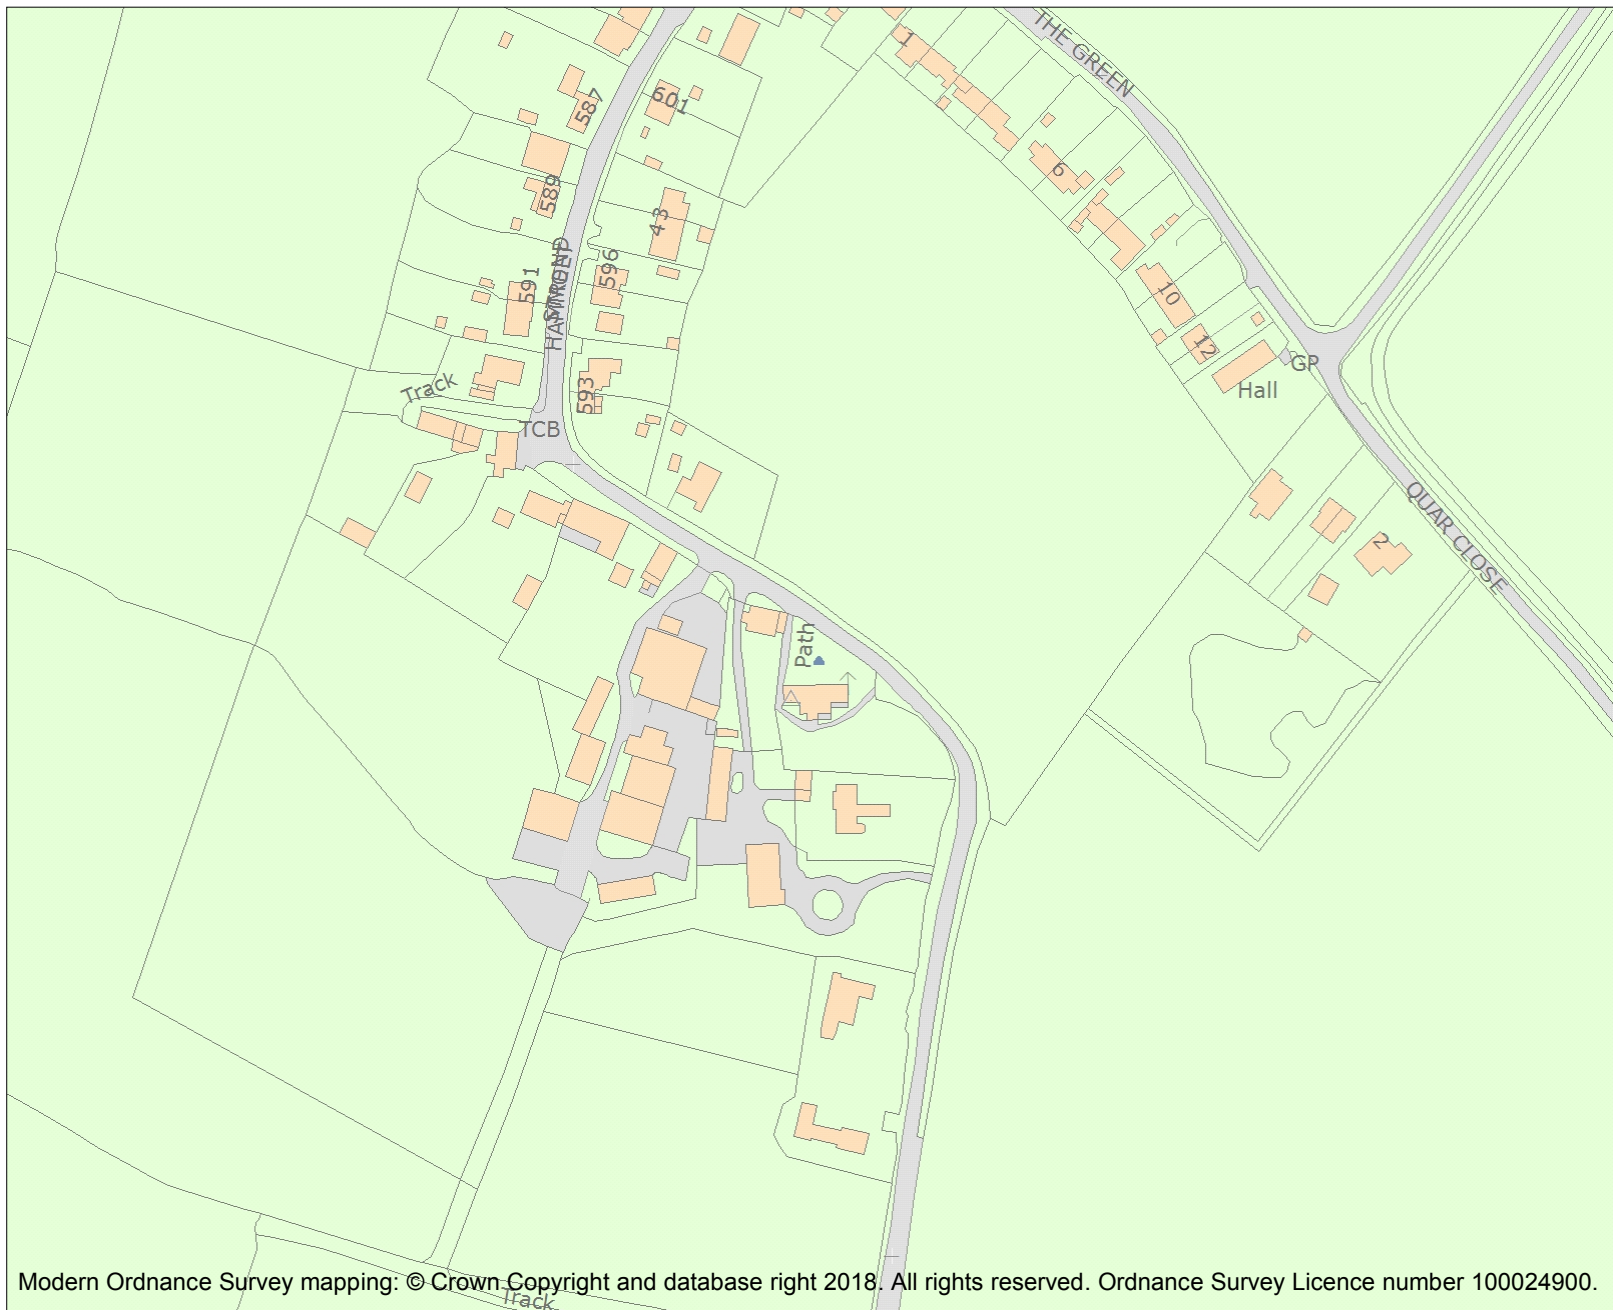 THE GREEN
1
587
601
6
589
43
596
591
10
12
GP
Hall
Track
593
TCB
QUAR CLOSE
2
Path
Track
Modern Ordnance Survey mapping: © Crown Copyright and database right 2018. All rights reserved. Ordnance Survey Licence number 100024900.